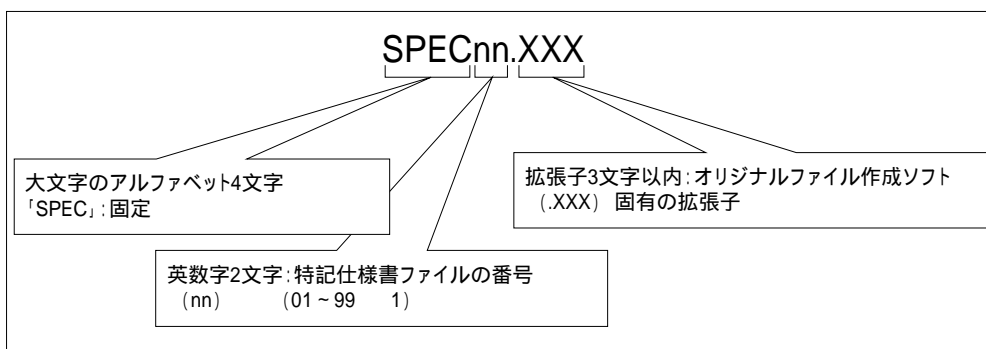 SPECnn.XXX
大文字のアルファベット4文字
「SPEC」:固定
拡張子3文字以内:オリジナルファイル作成ソフト
(.XXX) 固有の拡張子
英数字2文字:特記仕様書ファイルの番号
(nn) (01~99 1)